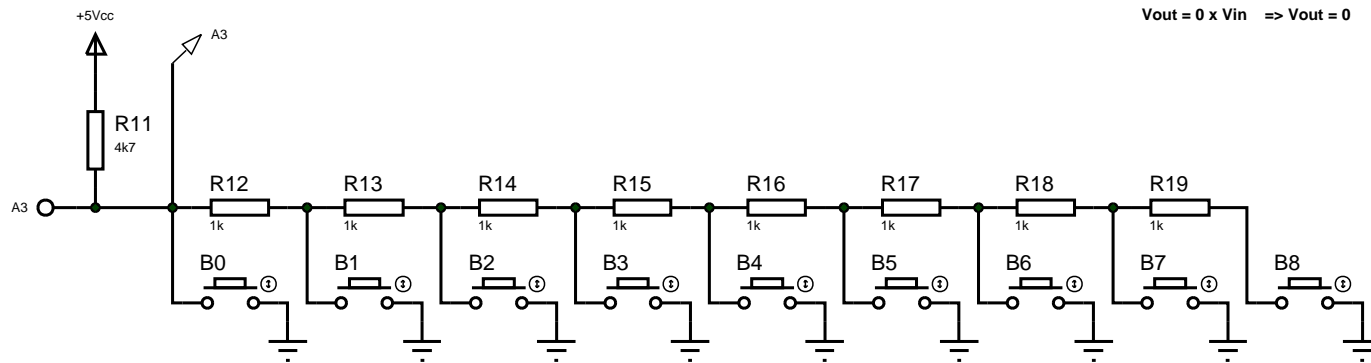 Vout = 0 x Vin => Vout = 0
+5Vcc
A3
R11
4k7
A3
R12 R13 R14 R15 R16 R17 R18 R19
1k 1k 1k 1k 1k 1k 1k 1k
B0 B1 B2 B3 B4 B5 B6 B7 B8